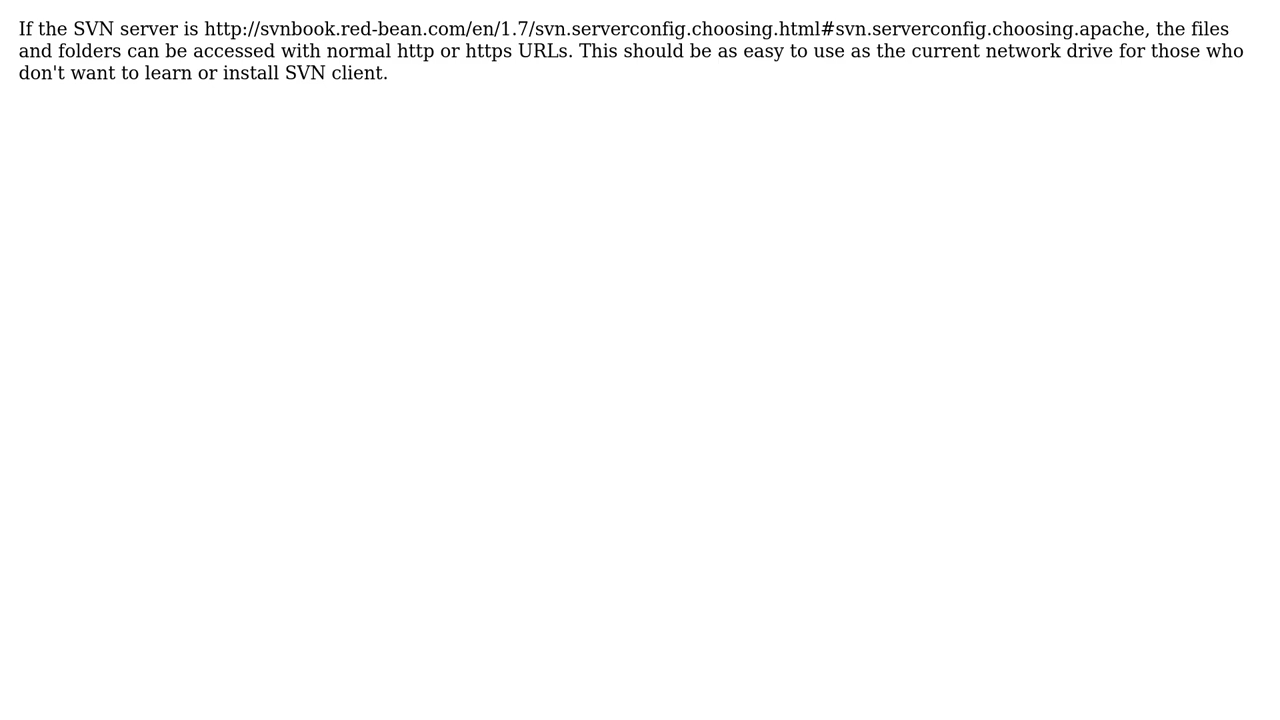 If the SVN server is http://svnbook.red-bean.com/en/1.7/svn.serverconfig.choosing.html#svn.serverconfig.choosing.apache, the files
and folders can be accessed with normal http or https URLs. This should be as easy to use as the current network drive for those who
don't want to learn or install SVN client.